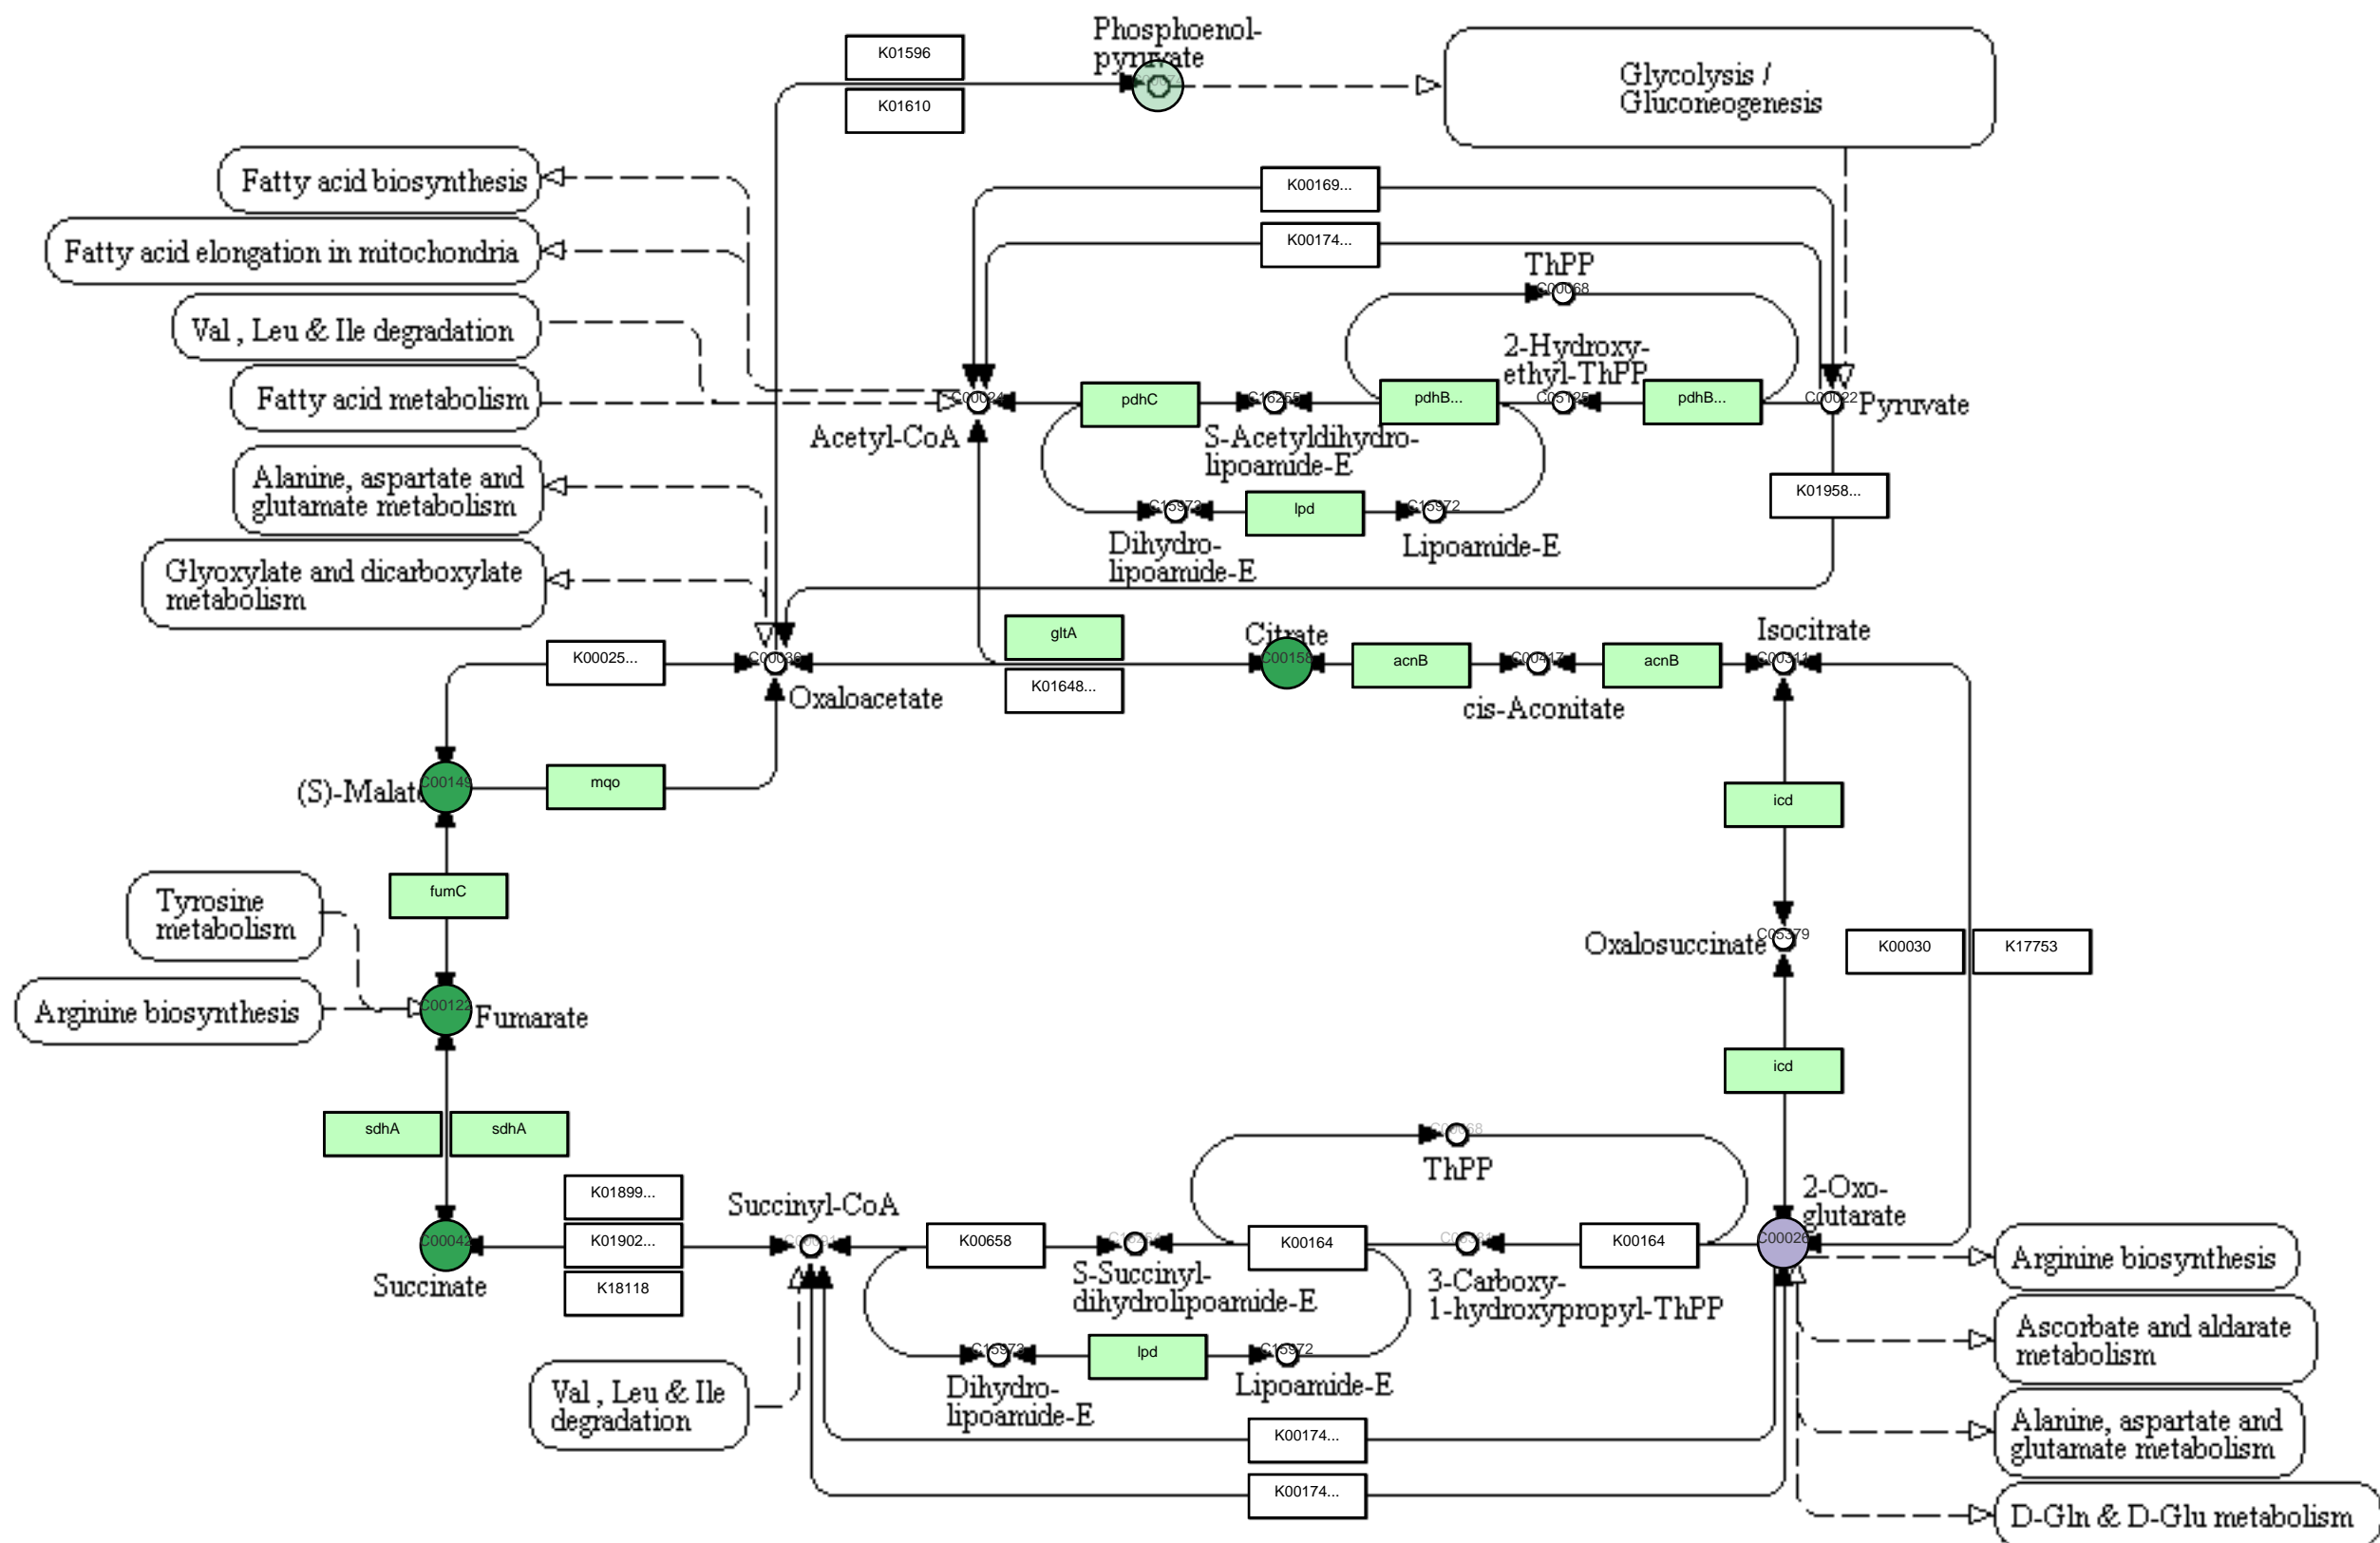 Phosphoenol-
pyruvate
K01596
K01610
Glycolysis /
Gluconeogenesis
Fatty acid biosynthesis
K00169...
Fatty acid elongation in mitochondria
K00174...
ThPP
C00068
Val , Leu & Ile degradation
2-Hydroxy-
ethyl-ThPP
Fatty acid metabolism
C00024
pdhC
C16255
pdhB...
C05125
pdhB...
C00022
Pyruvate
Acetyl-CoA
S-Acetyldihydro-
lipoamide-E
Alanine, aspartate and
glutamate metabolism
K01958...
C15973
lpd
C15972
Dihydro-
lipoamide-E
Lipoamide-E
Glyoxylate and dicarboxylate
metabolism
gltA
Citrate
Isocitrate
K00025...
C00036
C00158
acnB
C00417
acnB
C00311
K01648...
Oxaloacetate
cis-Aconitate
(S)-Malate
C00149
mqo
icd
fumC
Tyrosine
metabolism
Oxalosuccinate
C05379
K00030
K17753
Arginine biosynthesis
C00122
Fumarate
icd
sdhA
sdhA
C00068
ThPP
K01899...
Succinyl-CoA
2-Oxo-
glutarate
C00042
K01902...
K00658
K00164
K00164
C00026
Succinate
K18118
S-Succinyl-
dihydrolipoamide-E
3-Carboxy-
1-hydroxypropyl-ThPP
Arginine biosynthesis
Ascorbate and aldarate
metabolism
C15973
lpd
C15972
Dihydro-
lipoamide-E
Lipoamide-E
Val , Leu & Ile
degradation
K00174...
Alanine, aspartate and
glutamate metabolism
K00174...
D-Gln & D-Glu metabolism